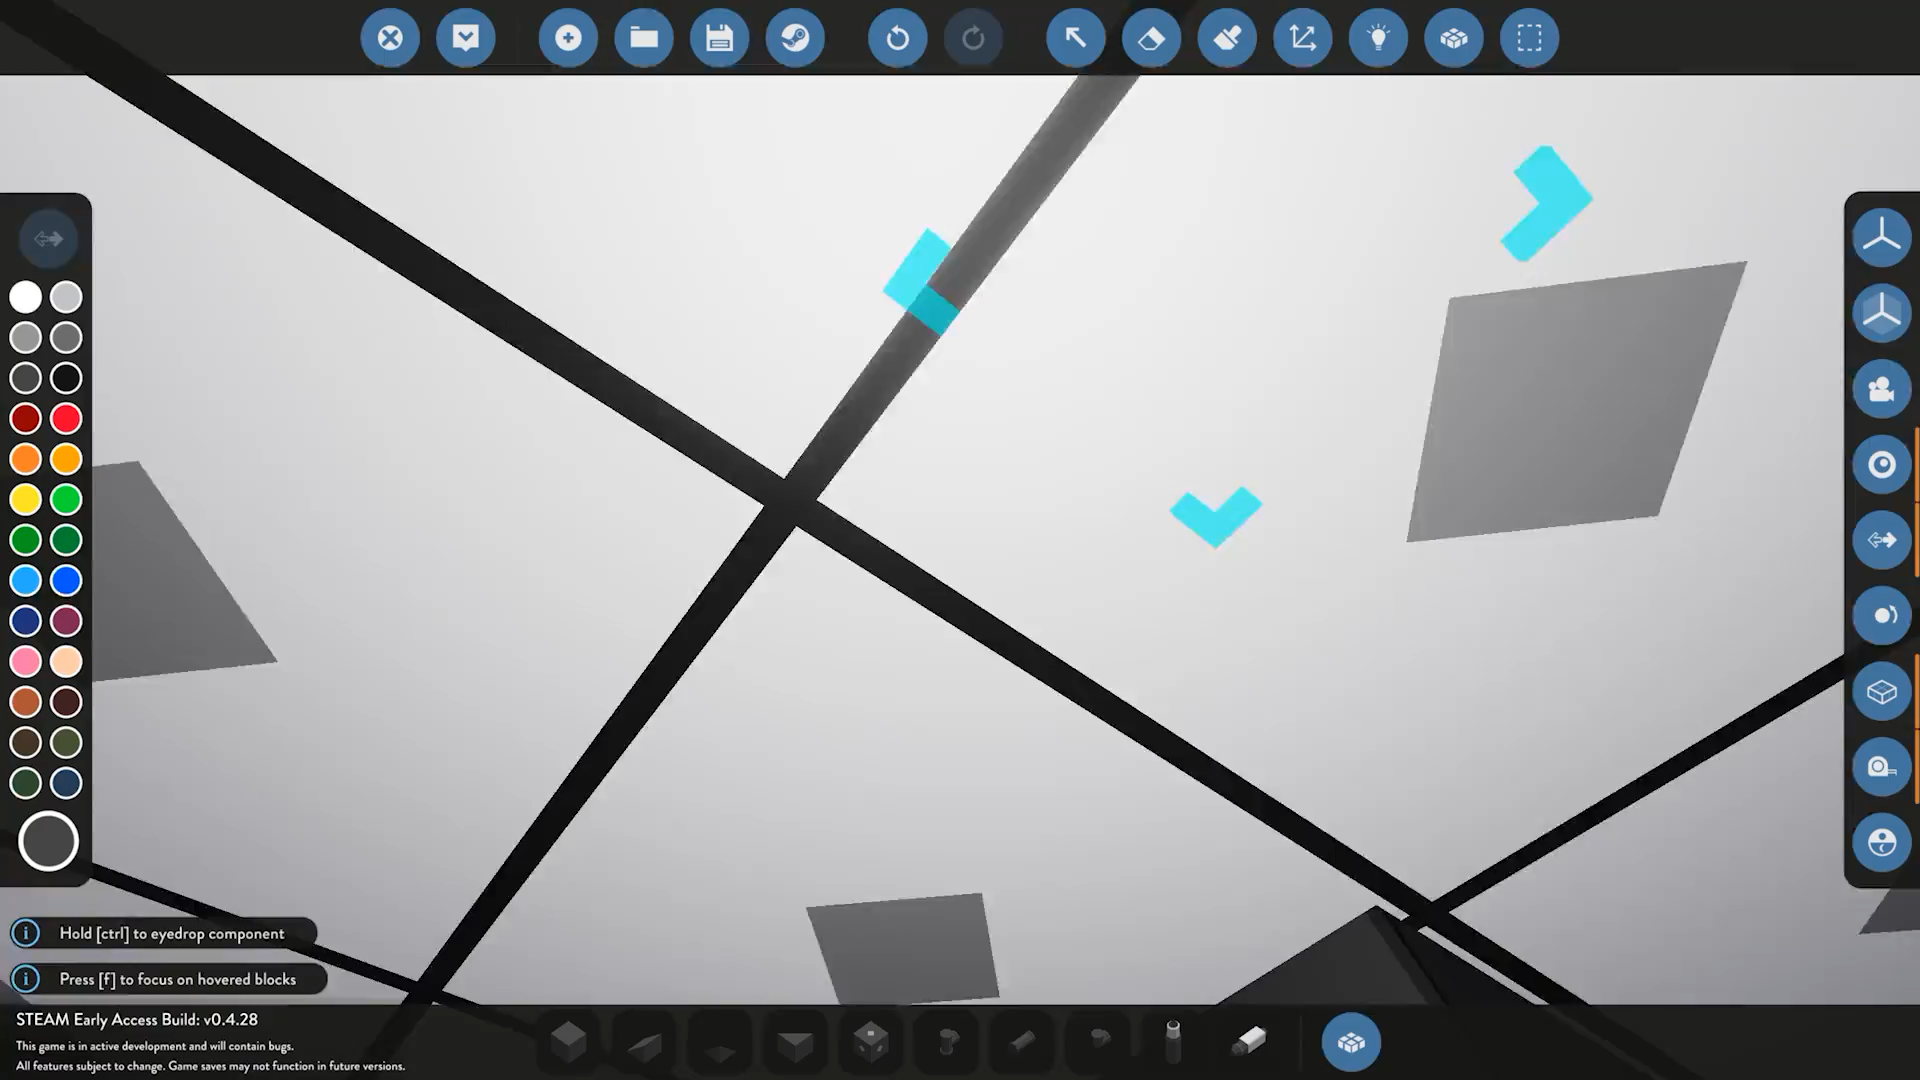 Hold [ctrl] to eyedrop component
Press [f] to focus on hovered blocks
STEAM Early Access Build: v0.4.28
This game is in active development and will contain bugs.
All features subject to change. Game saves may not function in future versions.